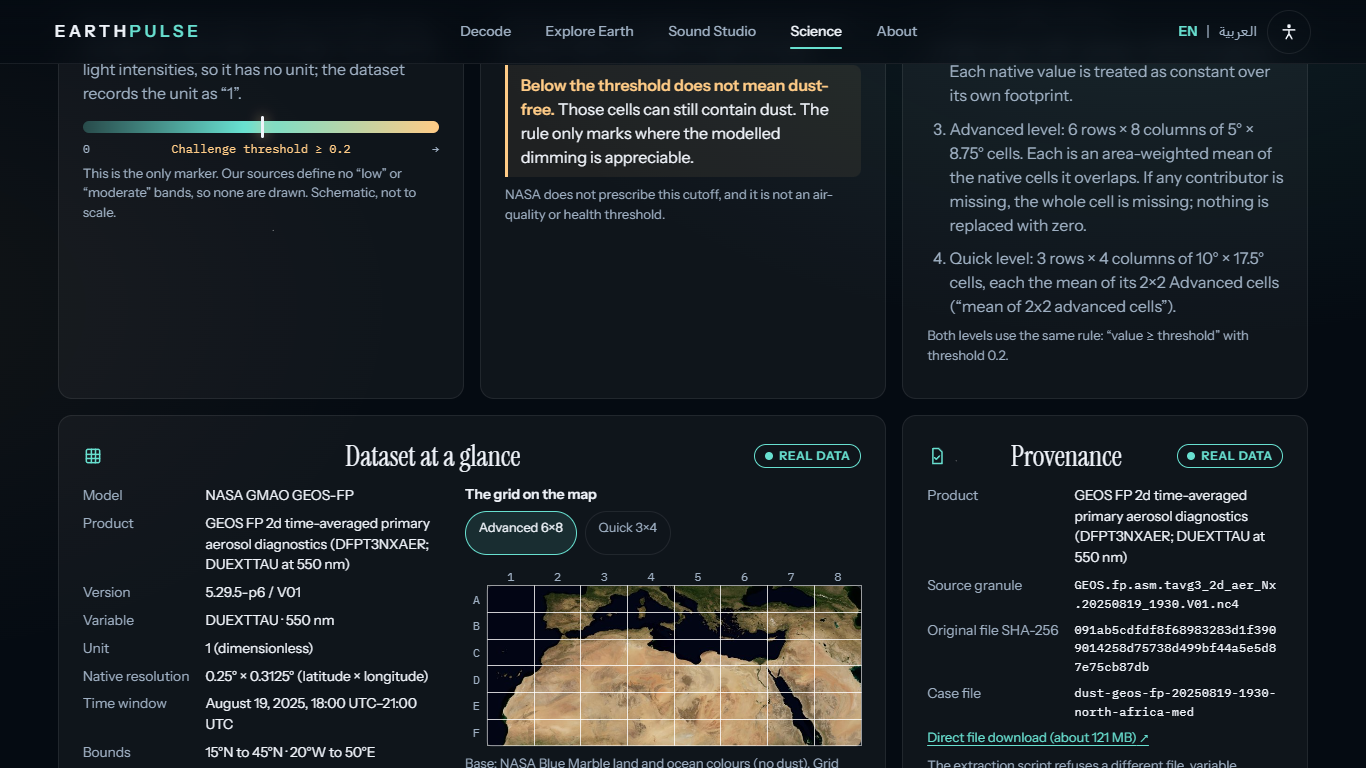 EARTHPULSE
Decode
Explore Earth
Sound Studio
Science
About
EN | العربية
light intensities, so it has no unit; the dataset
records the unit as “1”.
0
Challenge threshold ≥ 0.2
→
This is the only marker. Our sources define no “low” or
“moderate” bands, so none are drawn. Schematic, not to
scale.
Below the threshold does not mean dust-
free. Those cells can still contain dust. The
rule only marks where the modelled
dimming is appreciable.
NASA does not prescribe this cutoff, and it is not an air-
quality or health threshold.
Each native value is treated as constant over
its own footprint.
3. Advanced level: 6 rows × 8 columns of 5° ×
8.75° cells. Each is an area-weighted mean of
the native cells it overlaps. If any contributor is
missing, the whole cell is missing; nothing is
replaced with zero.
4. Quick level: 3 rows × 4 columns of 10° × 17.5°
cells, each the mean of its 2×2 Advanced cells
(“mean of 2x2 advanced cells”).
Both levels use the same rule: “value ≥ threshold” with
threshold 0.2.
Dataset at a glance
REAL DATA
Model
NASA GMAO GEOS-FP
Product
GEOS FP 2d time-averaged primary
aerosol diagnostics (DFPT3NXAER;
DUEXTTAU at 550 nm)
Version
5.29.5-p6 / V01
Variable
DUEXTTAU · 550 nm
Unit
1 (dimensionless)
Native resolution
0.25° × 0.3125° (latitude × longitude)
Time window
August 19, 2025, 18:00 UTC–21:00
UTC
Bounds
15°N to 45°N · 20°W to 50°E
The grid on the map
Advanced 6×8
Quick 3×4
1 2 3 4 5 6 7 8
A
B
C
D
E
F
Base: NASA Blue Marble land and ocean colours (no dust). Grid
Provenance
REAL DATA
Product
GEOS FP 2d time-averaged
primary aerosol diagnostics
(DFPT3NXAER; DUEXTTAU at
550 nm)
Source granule
GEOS.fp.asm.tavg3_2d_aer_Nx
.20250819_1930.V01.nc4
Original file SHA-256
091ab5cdfdf8f68983283d1f390
9014258d75738d499bf44a5e5d8
7e75cb87db
Case file
dust-geos-fp-20250819-1930-
north-africa-med
Direct file download (about 121 MB) ↗
The extraction script refuses a different file, variable,